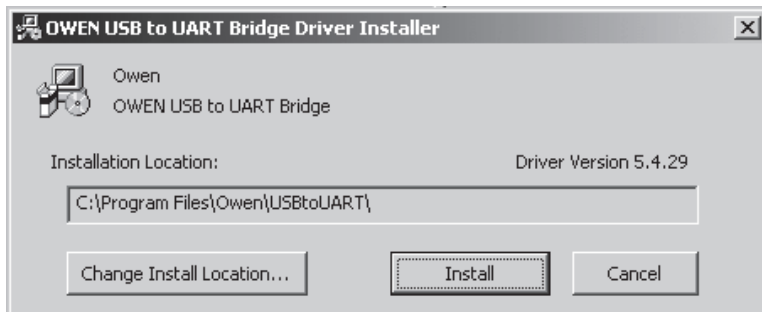 OWEN USB to UART Bridge Driver Installer
Owen
OWEN USB to UART Bridge
Installation Location:
Driver Version 5.4.29
C:\Program Files\Owen\USBtoUART\
Change Install Location...
Install
Cancel